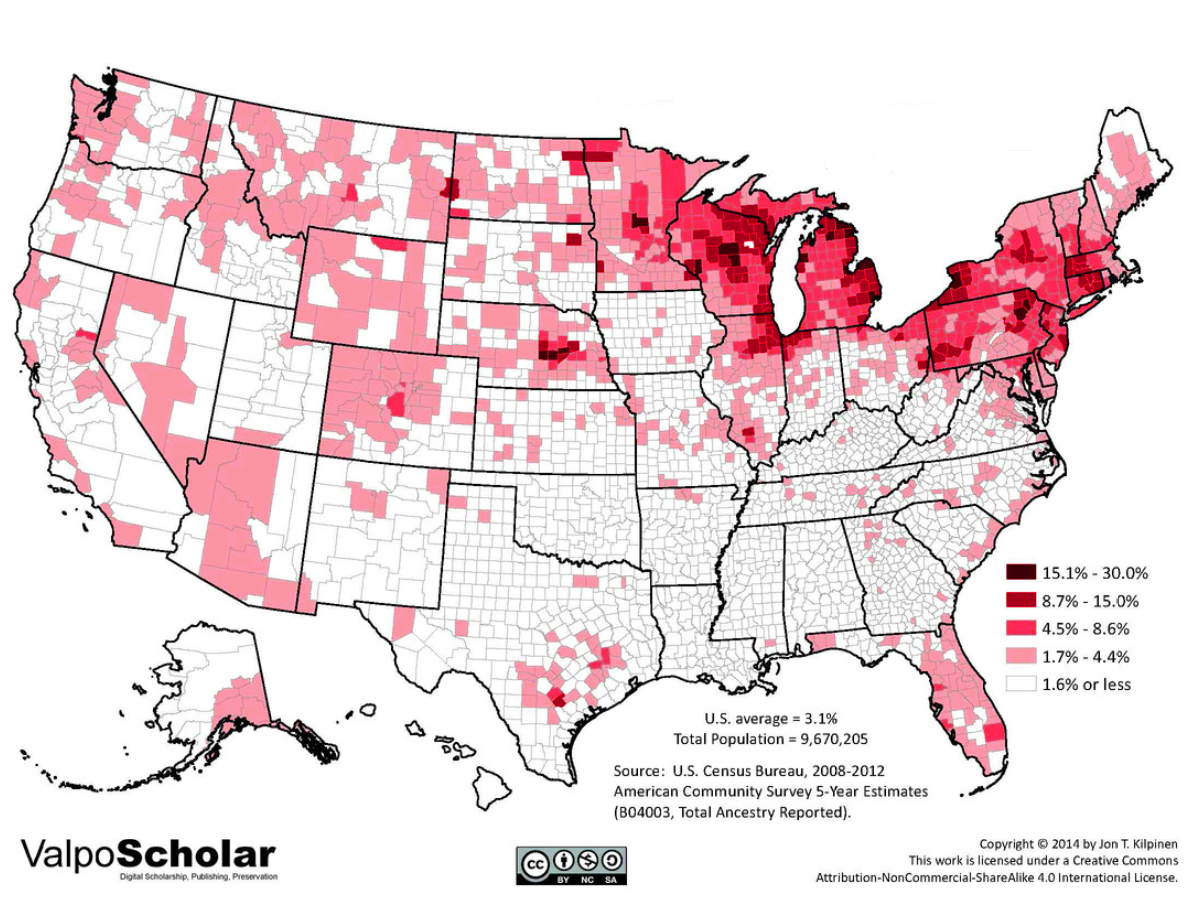 15.1% - 30.0%
8.7% - 15.0%
4.5% - 8.6%
1.7% - 4.4%
1.6% or less
U.S. average = 3.1%
Total Population = 9,670,205
Source: U.S. Census Bureau, 2008-2012
American Community Survey 5-Year Estimates
(B04003, Total Ancestry Reported).
ValpoScholar
Digital Scholarship, Publishing, Preservation
cc
BY NC SA
Copyright © 2014 by Jon T. Kilpinen
This work is licensed under a Creative Commons
Attribution-NonCommercial-ShareAlike 4.0 International License.